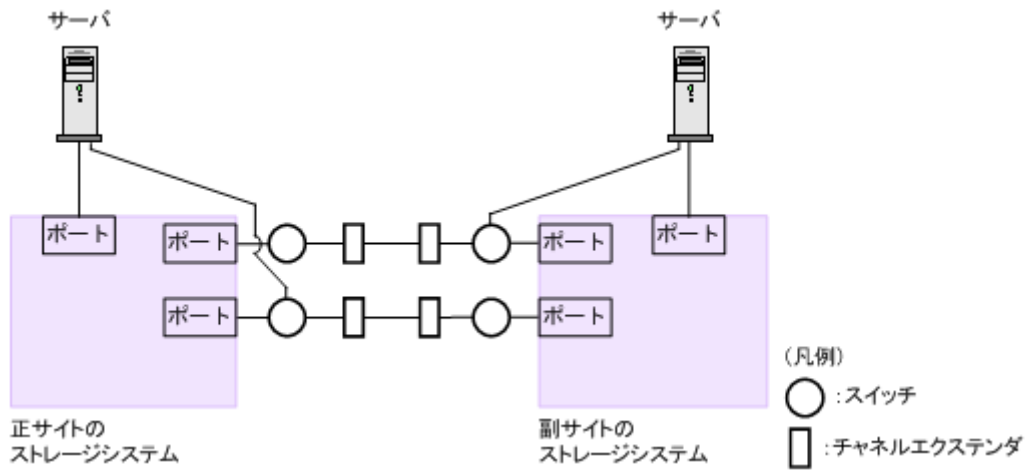 サーバ
サーバ
ポート
ポート
ポート
ポート
ポート
ポート
正サイトの
ストレージシステム
副サイトの
ストレージシステム
(凡例)
:スイッチ
:チャネルエクステンダ